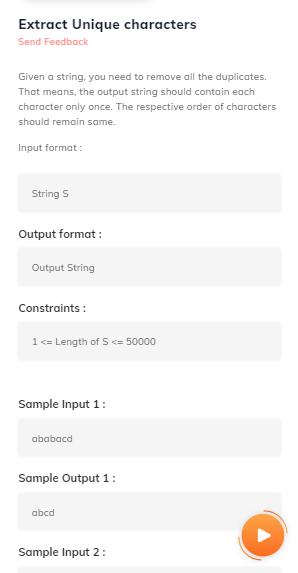 Extract Unique characters
Send Feedback
Given a string, you need to remove all the duplicates.
That means, the output string should contain each
character only once. The respective order of characters
should remain same.
Input format :
String S
Output format :
Output String
Constraints :
1 <= Length of S <= 50000
Sample Input 1 :
ababacd
Sample Output 1 :
abcd
Sample Input 2 :